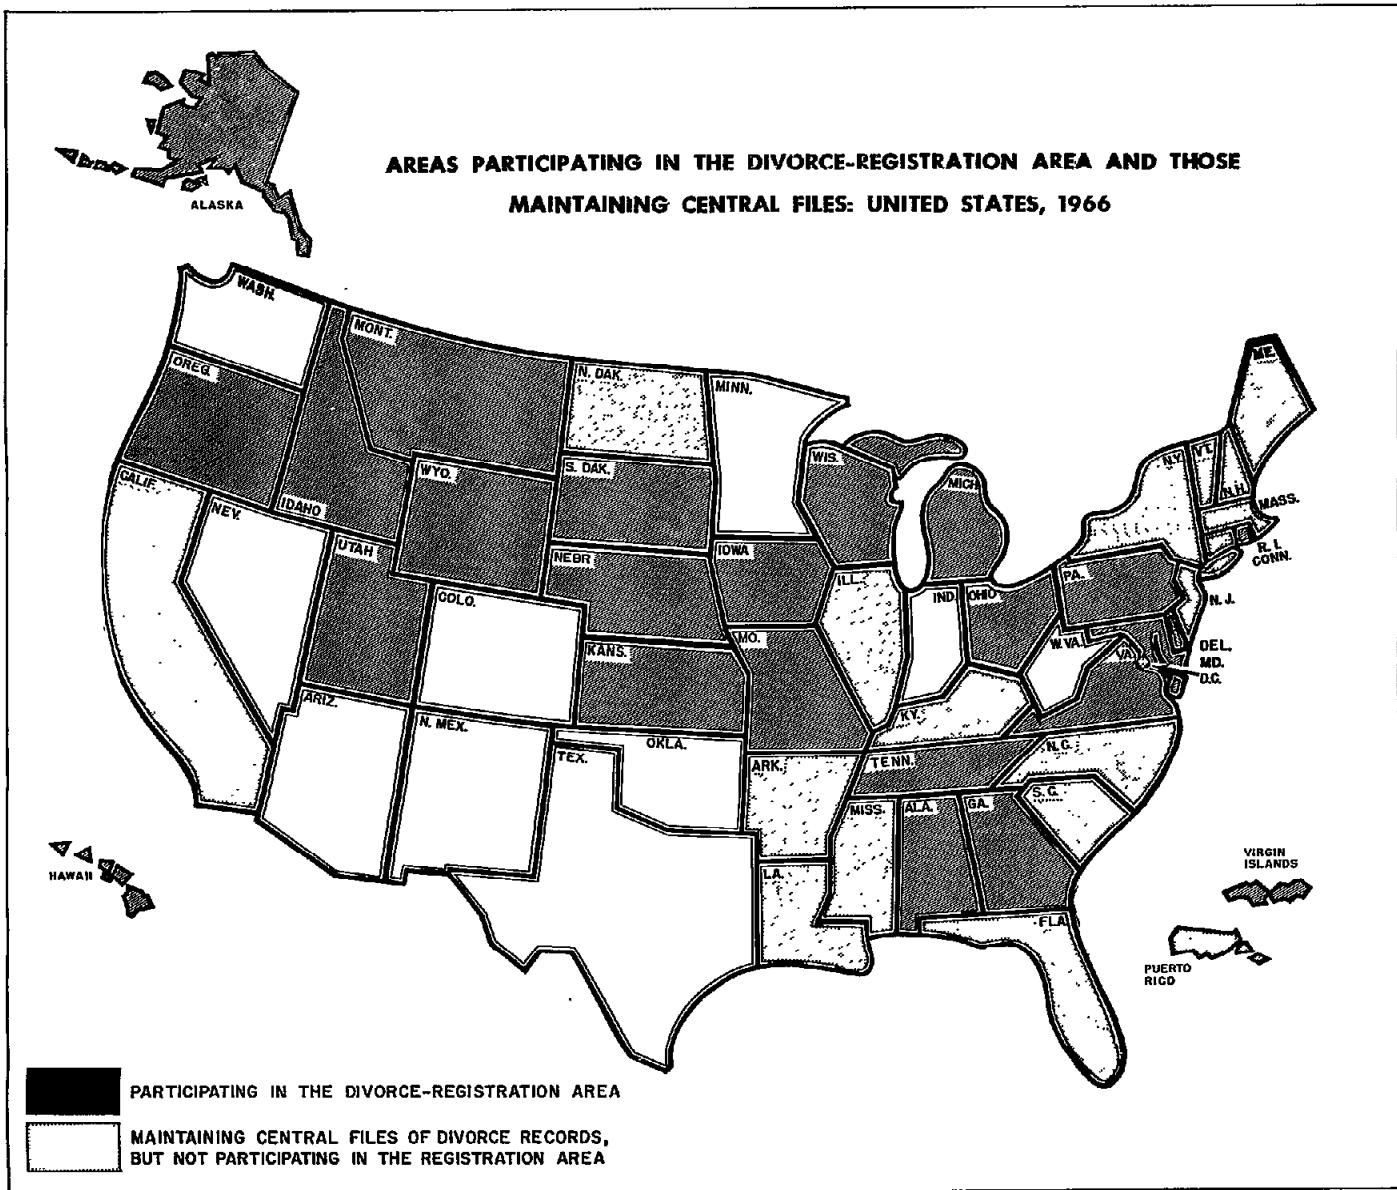 AREAS PARTICIPATING IN THE DIVORCE-REGISTRATION AREA AND THOSE
MAINTAINING CENTRAL FILES: UNITED STATES, 1966
ALASKA
WASH.
MONT.
OREG.
N. DAK.
MINN.
ME.
WIS.
MICH
N.Y.
VT.
N.H.
MASS.
R. I.
CONN.
CALIF.
NEV.
IDAHO
WYO.
S. DAK.
UTAH
NEBR
IOWA
ILL.
IND.
OHIO
PA.
N. J.
COLO.
KANS.
MO.
W.VA.
VA.
DEL.
MD.
D.C.
KY.
ARIZ.
N. MEX.
OKLA.
TEX.
ARK.
TENN.
N.C.
S.C.
MISS.
ALA.
GA.
LA.
FLA.
HAWAII
VIRGIN
ISLANDS
PUERTO
RICO
PARTICIPATING IN THE DIVORCE-REGISTRATION AREA
MAINTAINING CENTRAL FILES OF DIVORCE RECORDS,
BUT NOT PARTICIPATING IN THE REGISTRATION AREA